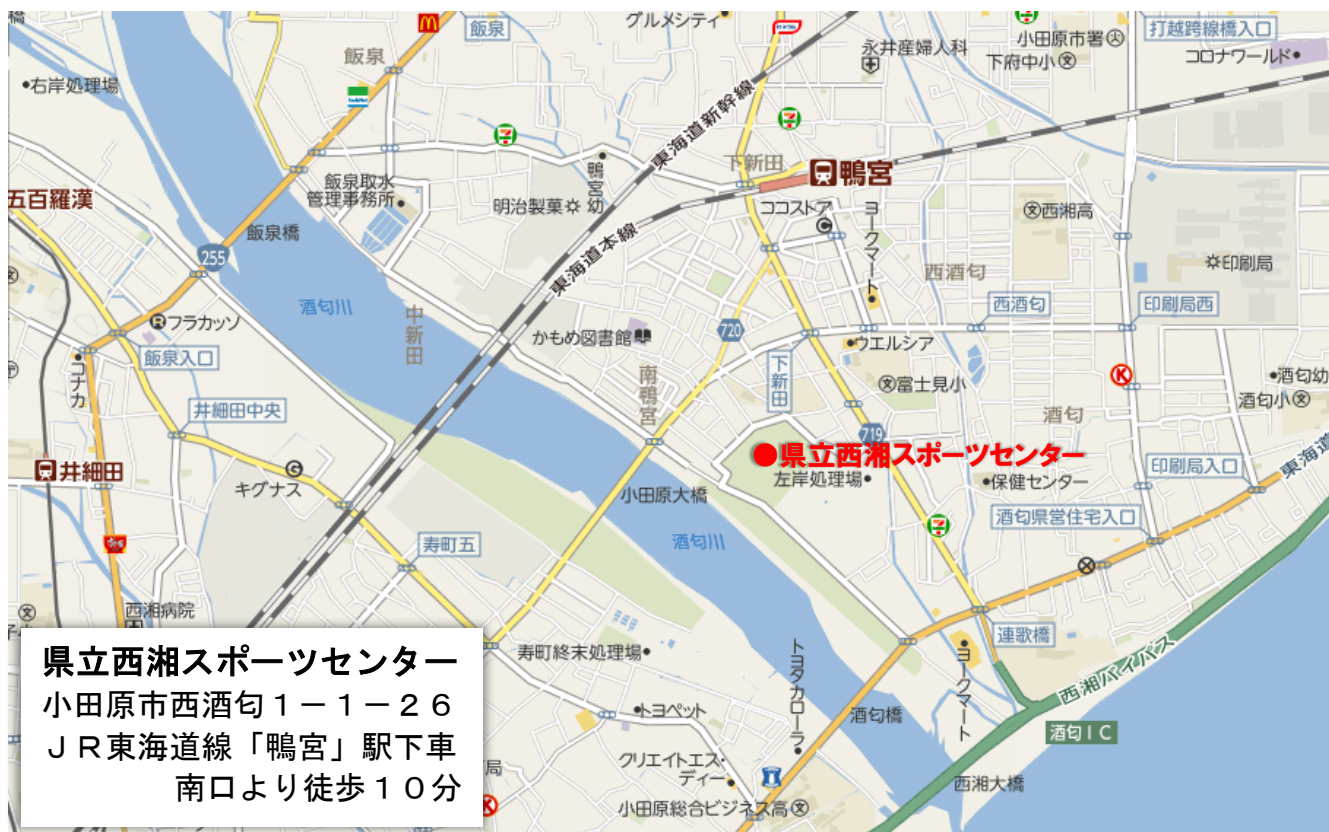 グルメシティ
飯泉
飯泉
永井産婦人科
小田原市署
下府中小
打越跨線橋入口
コロナワールド
右岸処理場
FamilyMart
東海道新幹線
下新田
鴨宮
鴨宮幼
飯泉取水
管理事務所
明治製菓
五百羅漢
飯泉橋
255
東海道本線
ココストア
ヨークマート
西湘高
西酒匂
印刷局
酒匂川
中新田
西酒匂
印刷局西
フラカッソ
飯泉入口
かもめ図書館
720
下新田
ウエルシア
コナカ
南鴨宮
富士見小
酒匂幼
酒匂小
酒匂
井細田中央
719
●県立西湘スポーツセンター
左岸処理場
保健センター
印刷局入口
東海道
井細田
キグナス
小田原大橋
酒匂県営住宅入口
寿町五
酒匂川
西湘病院
連歌橋
寿町終末処理場
トヨタカローラ
ヨークマート
西湘バイパス
トヨペット
酒匂橋
酒匂IC
クリエイトエス・
ディー
西湘大橋
小田原総合ビジネス高
県立西湘スポーツセンター
小田原市西酒匂１－１－２６
ＪＲ東海道線「鴨宮」駅下車
南口より徒歩１０分